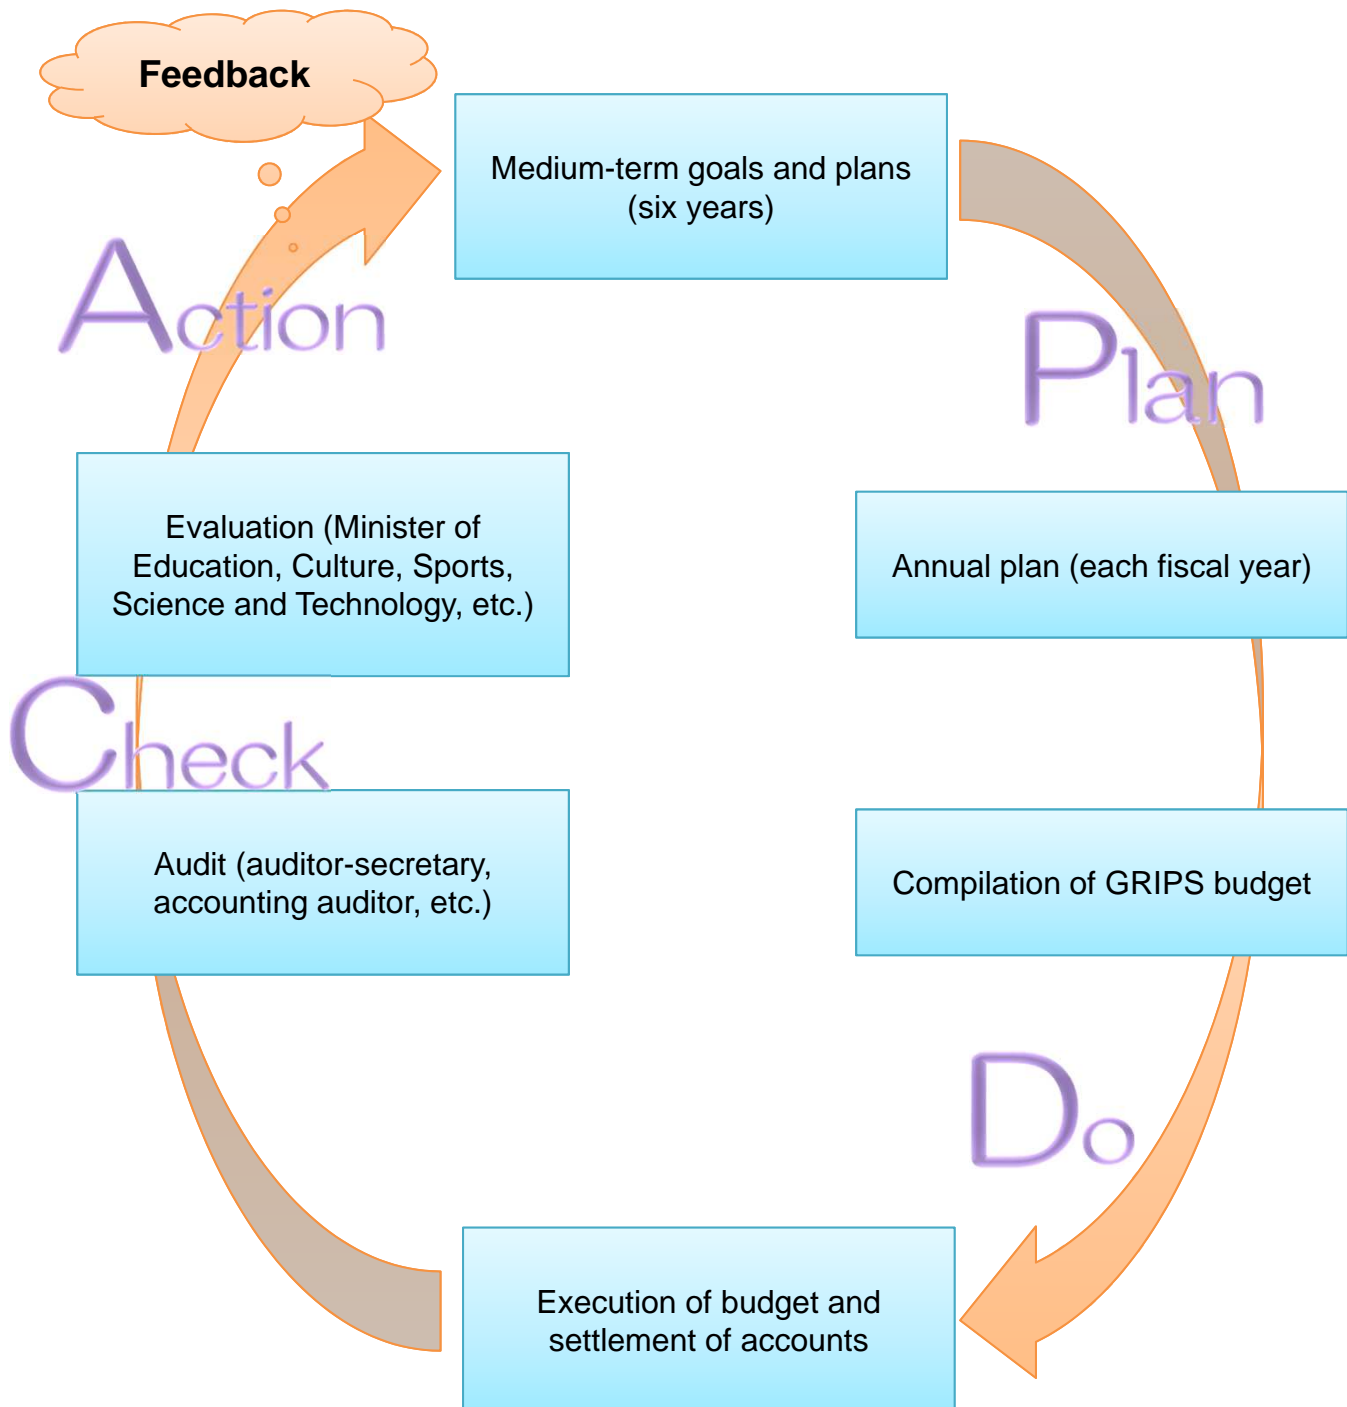 Feedback
Medium-term goals and plans
(six years)
Action
Plan
Evaluation (Minister of
Education, Culture, Sports,
Science and Technology, etc.)
Annual plan (each fiscal year)
Check
Audit (auditor-secretary,
accounting auditor, etc.)
Compilation of GRIPS budget
Do
Execution of budget and
settlement of accounts